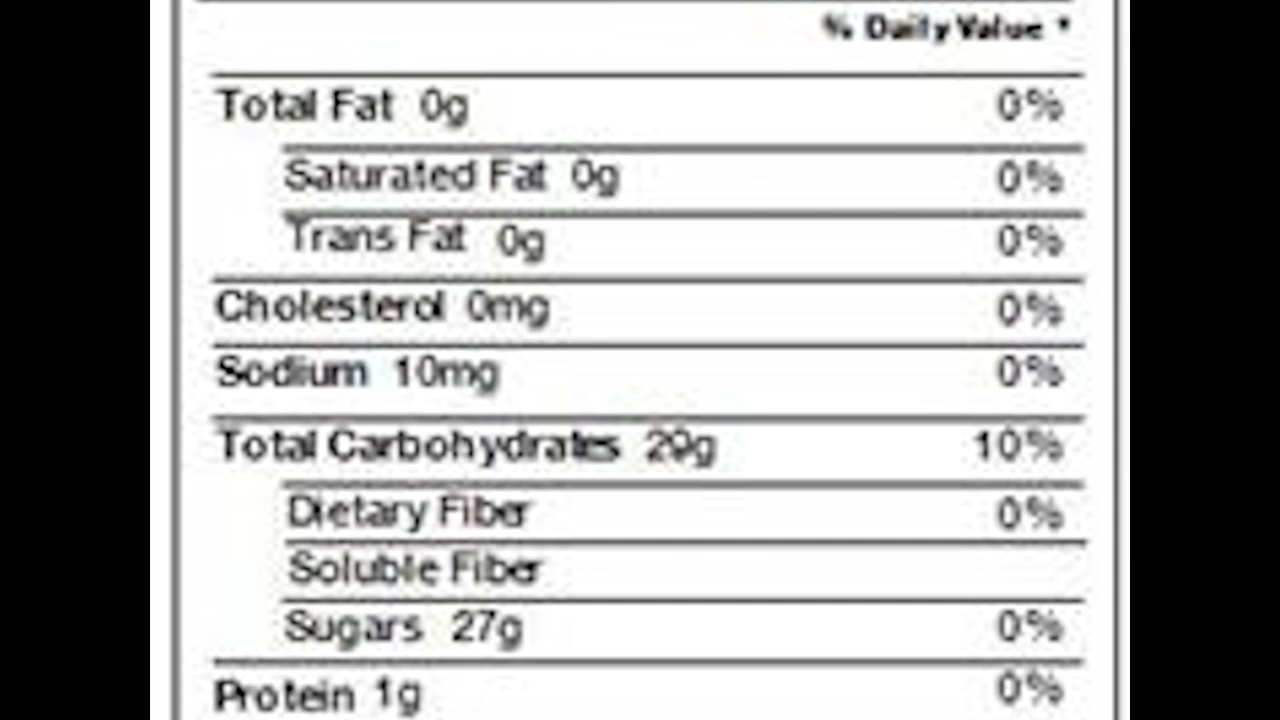 % Daily Value *
Total Fat 0g 0%
Saturated Fat 0g 0%
Trans Fat 0g 0%
Cholesterol 0mg 0%
Sodium 10mg 0%
Total Carbohydrates 29g 10%
Dietary Fiber 0%
Soluble Fiber
Sugars 27g 0%
Protein 1g 0%